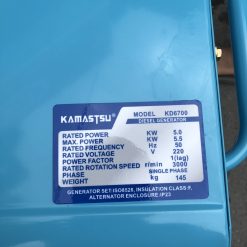 KAMASTSU MODEL KD6700
DIESEL GENERATOR
RATED POWER KW 5.0
MAX. POWER KW 5.5
RATED FREQUENCY Hz 50
RATED VOLTAGE V 220
POWER FACTOR 1(lag)
RATED ROTATION SPEED r/min 3000
PHASE SINGLE PHASE
WEIGHT kg 145
GENERATOR SET ISO8528, INSULATION CLASS F,
ALTERNATOR ENCLOSURE IP23